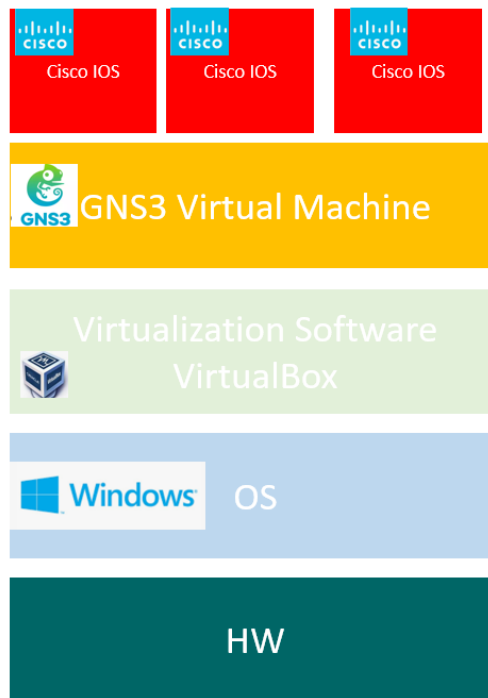 CISCO
Cisco IOS
CISCO
Cisco IOS
CISCO
Cisco IOS
GNS3
GNS3 Virtual Machine
Virtualization Software
VirtualBox
Windows
OS
HW